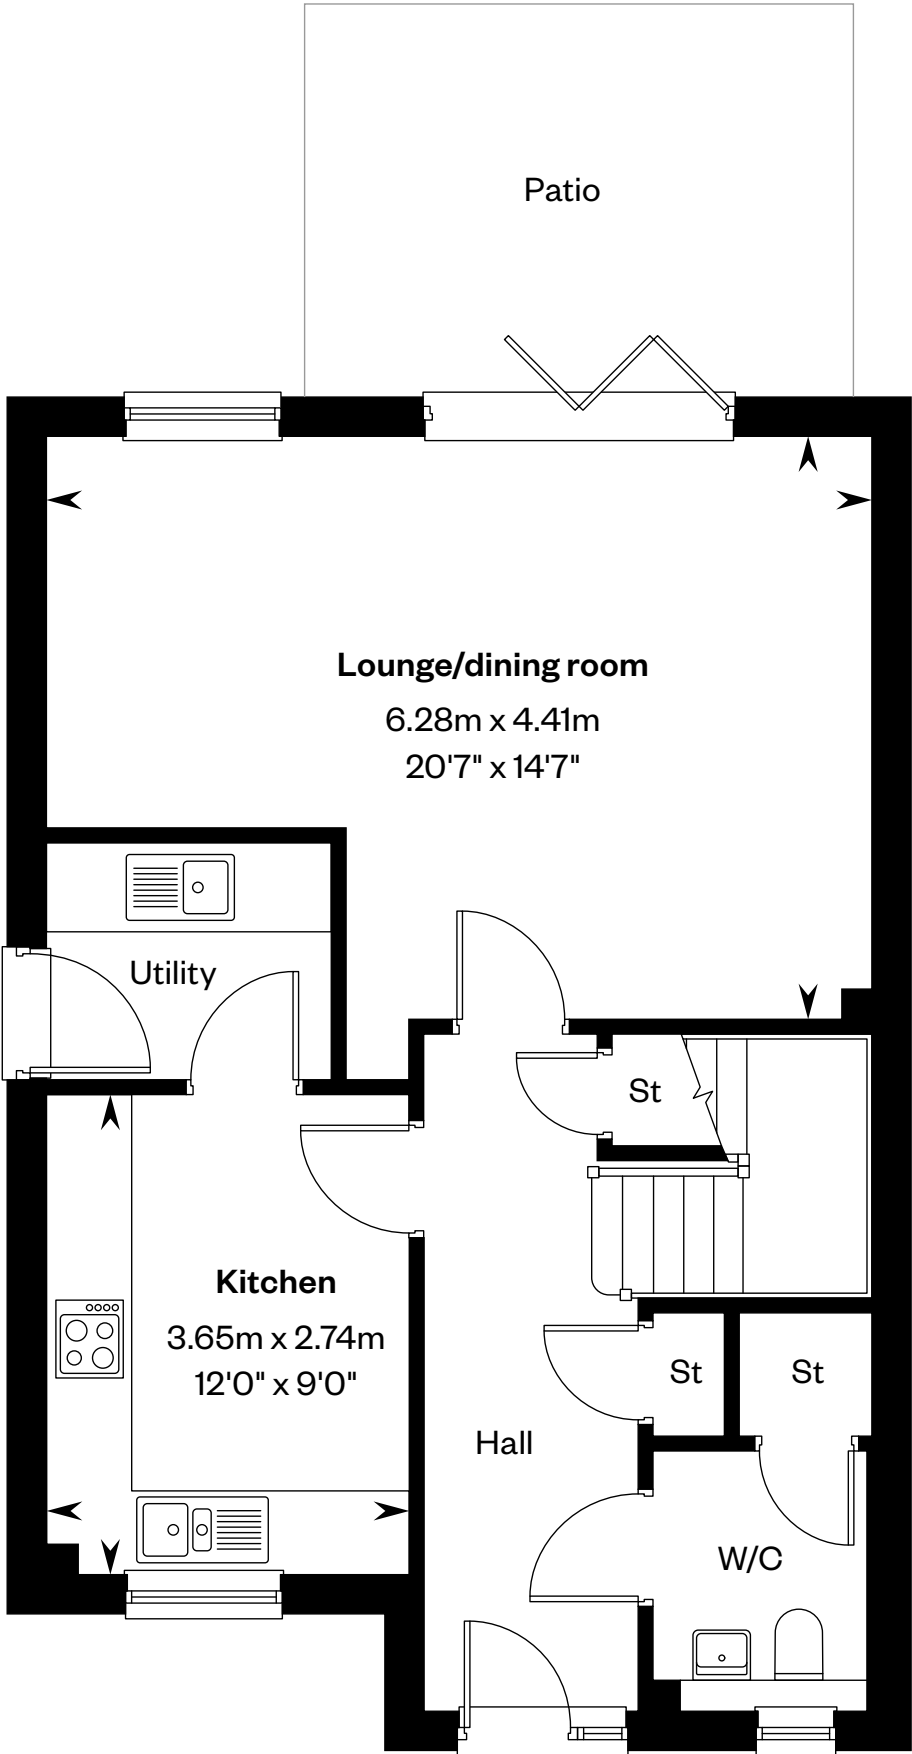 Patio
Lounge/dining room
6.28m x 4.41m
20'7" x 14'7"
Utility
St
Kitchen
3.65m x 2.74m
12'0" x 9'0"
St
St
Hall
W/C